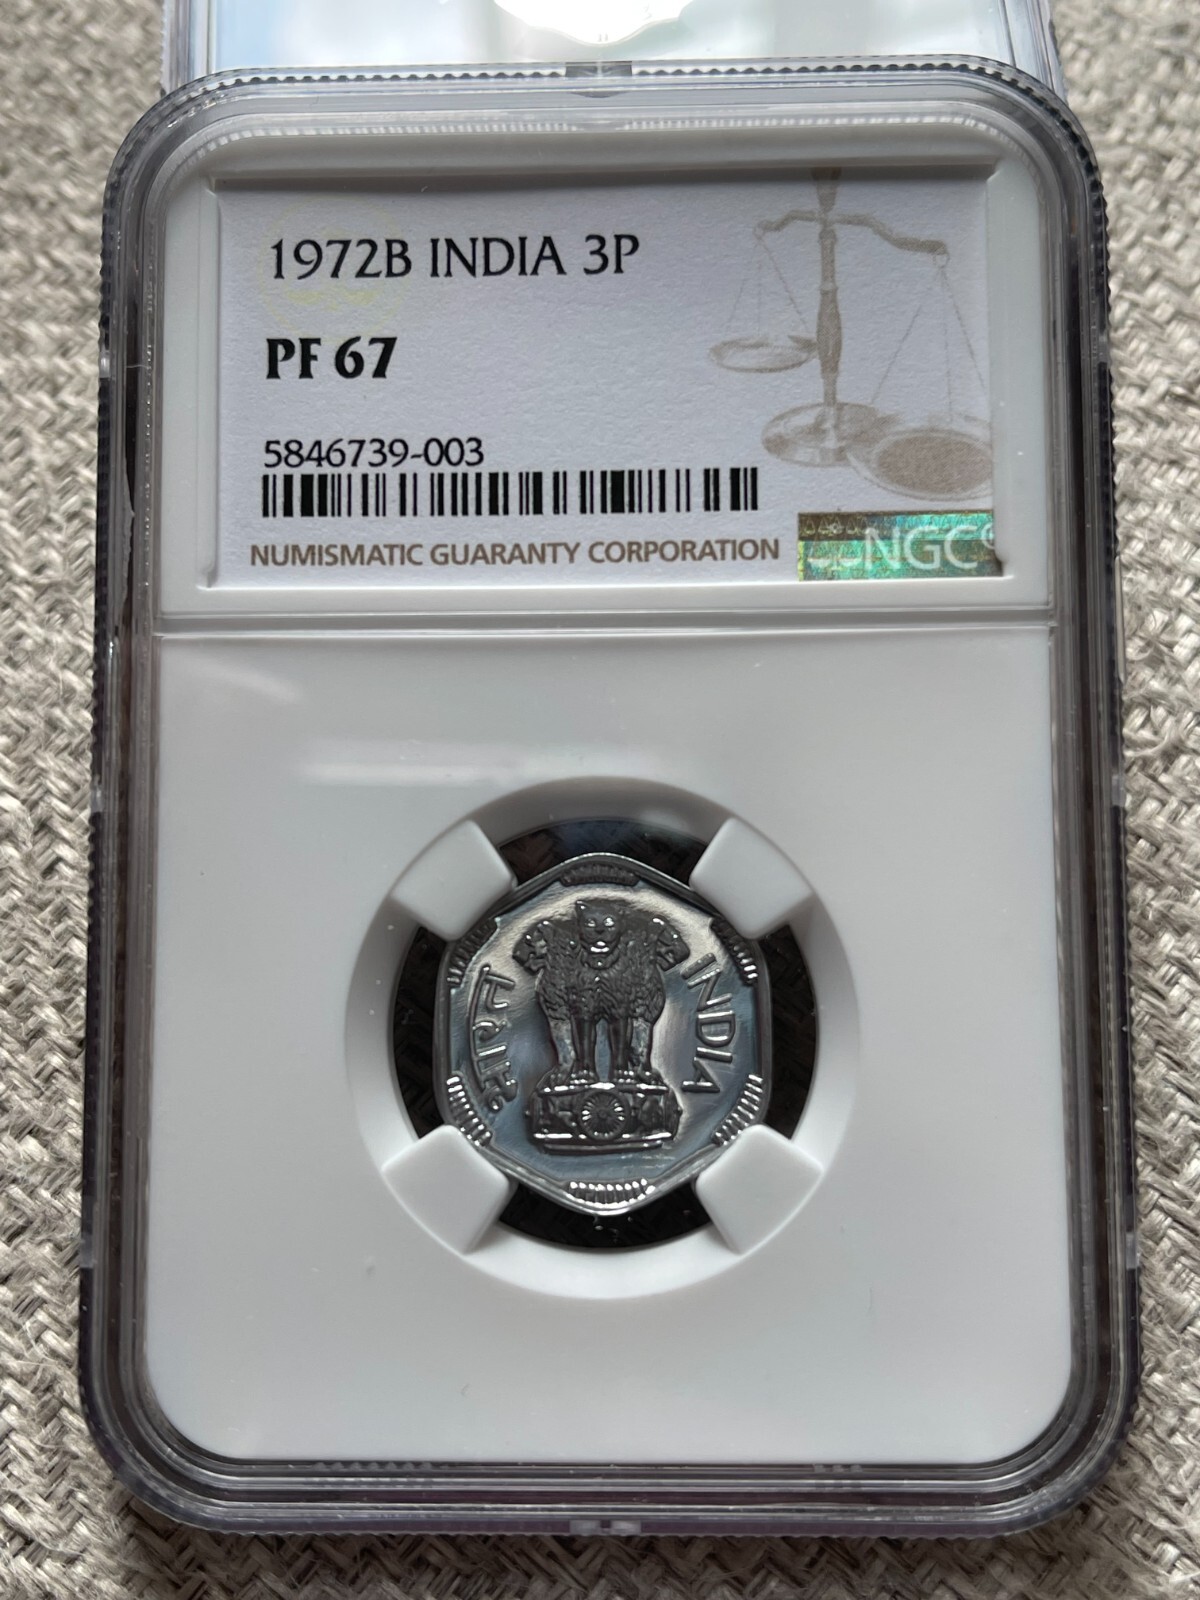 1972B INDIA 3P
PF 67
5846739-003
NUMISMATIC GUARANTY CORPORATION
NGC
भारत
INDIA